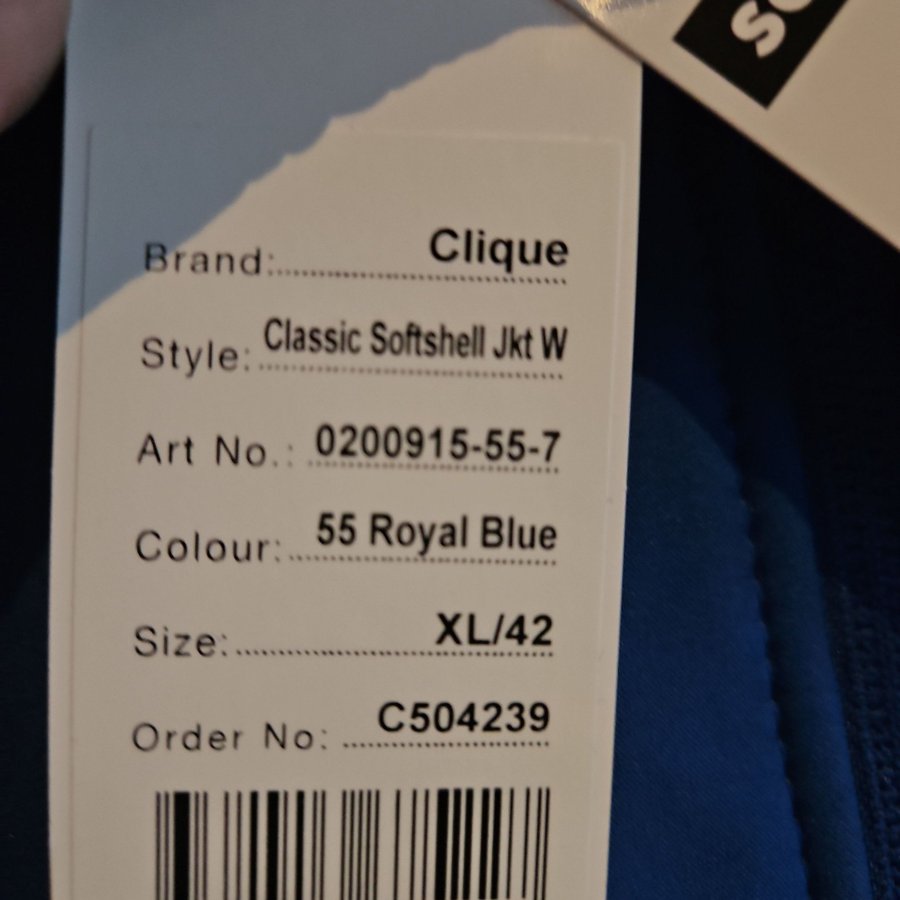 Brand: Clique
Style: Classic Softshell Jkt W
Art No.: 0200915-55-7
Colour: 55 Royal Blue
Size: XL/42
Order No: C504239